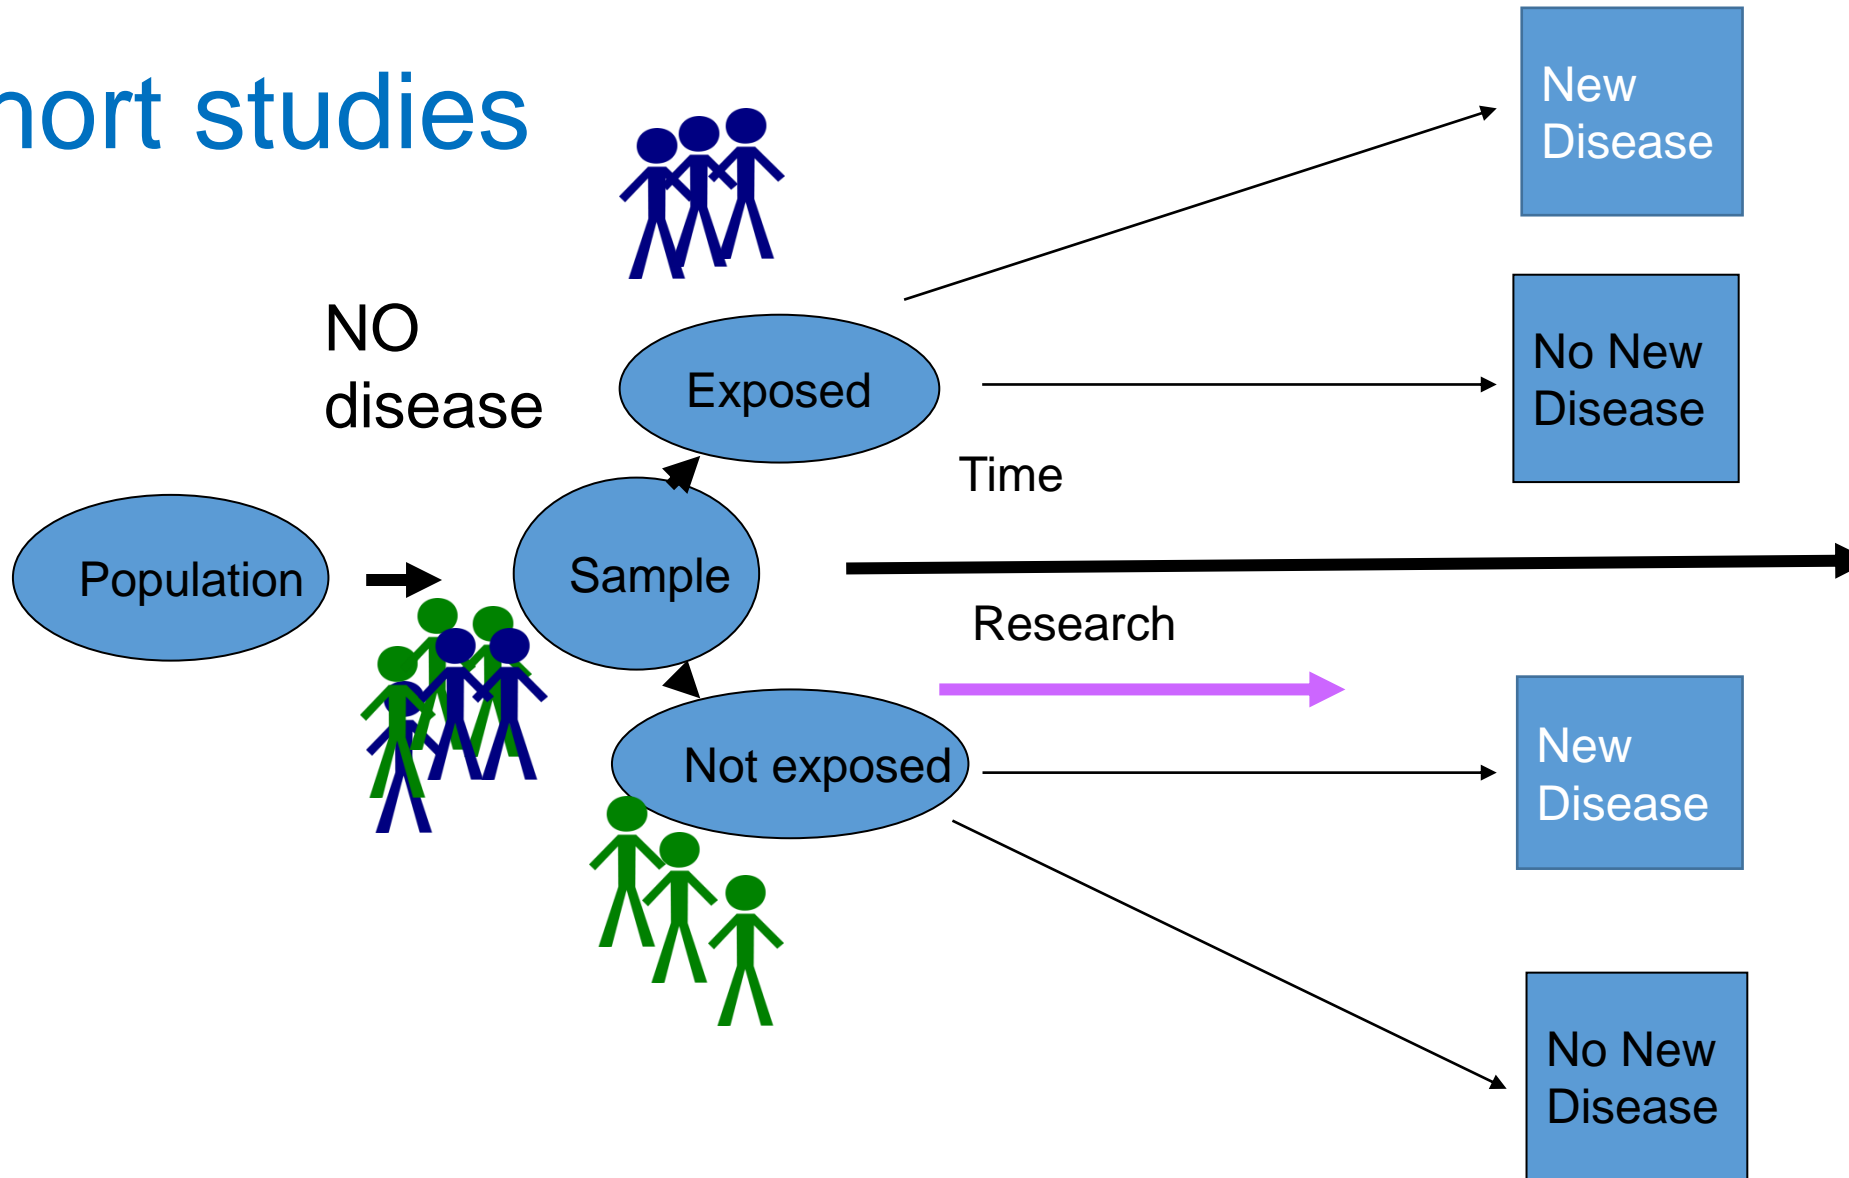 hort studies
New
Disease
NO
disease
Exposed
No New
Disease
Time
Population
Sample
Research
Not exposed
New
Disease
No New
Disease